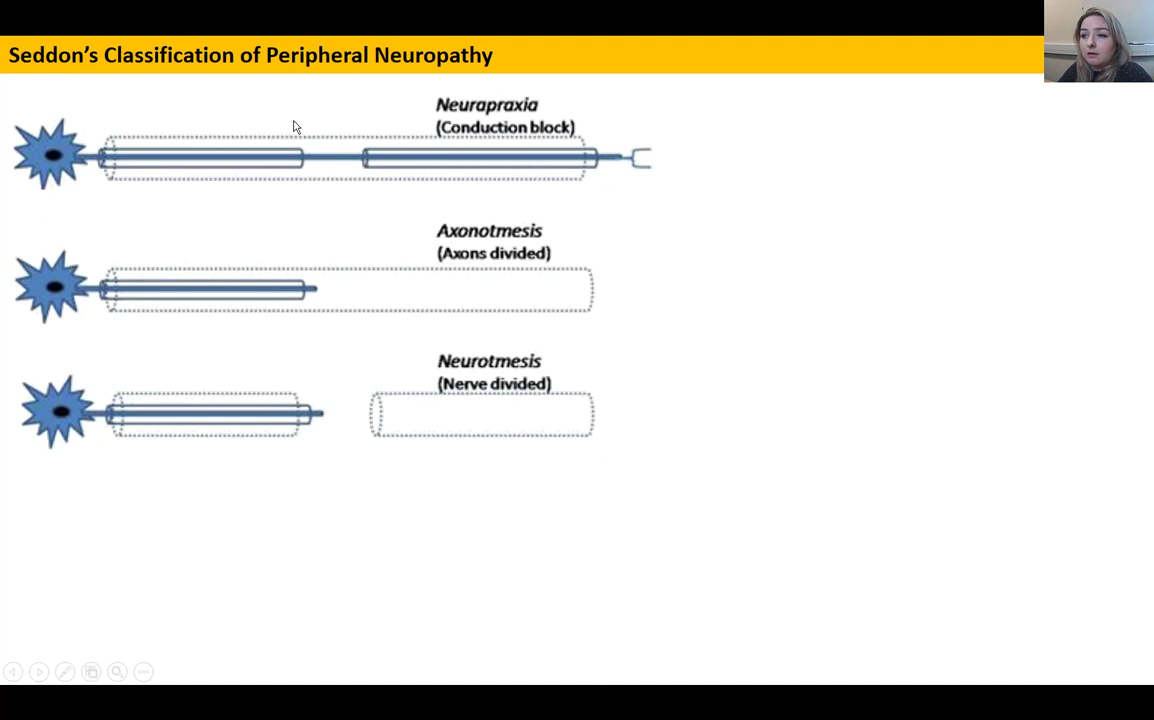 Seddon's Classification of Peripheral Neuropathy
Neurapraxia
(Conduction block)
Axonotmesis
(Axons divided)
Neurotmesis
(Nerve divided)